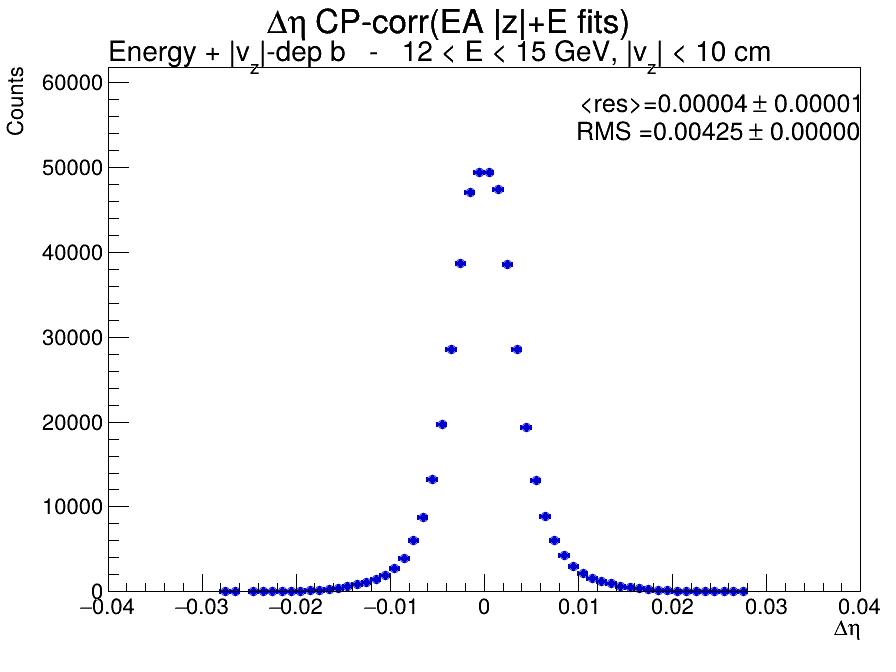 Δη CP-corr(EA |z|+E fits)
Energy + |v_z|-dep b - 12 < E < 15 GeV, |v_z| < 10 cm
<res>=0.00004 ± 0.00001
RMS =0.00425 ± 0.00000
Counts
60000
50000
40000
30000
20000
10000
0
−0.04 −0.03 −0.02 −0.01 0 0.01 0.02 0.03 0.04
Δη